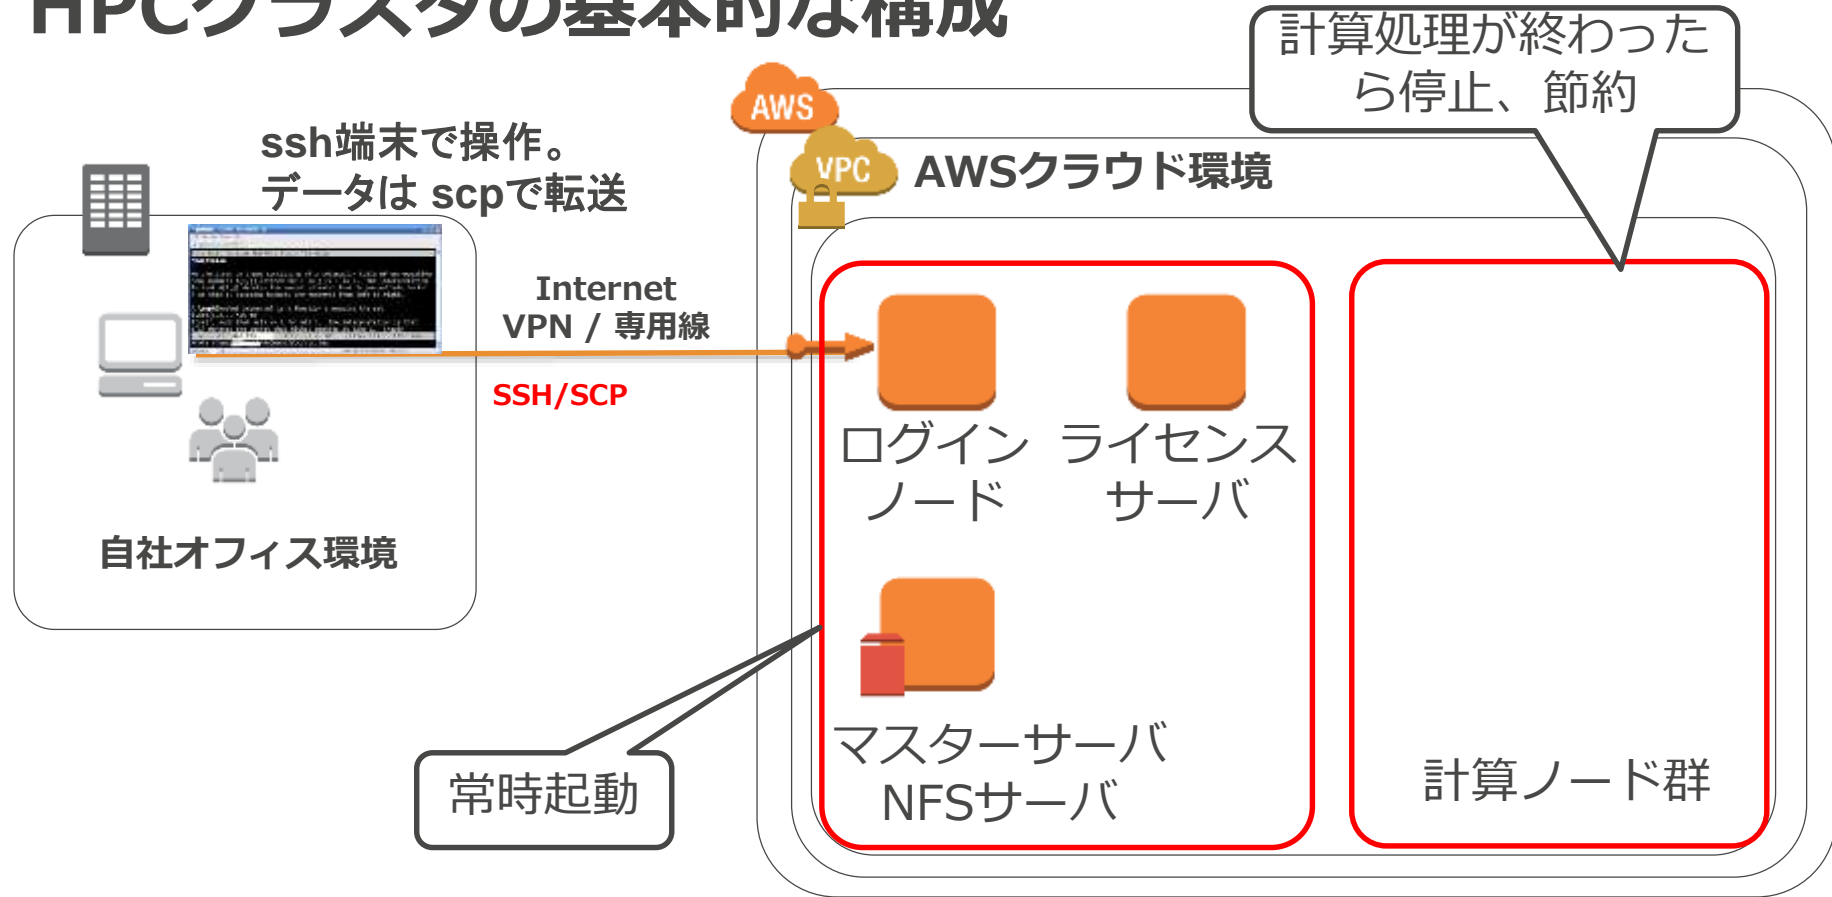 HPCクラスタの基本的な構成
計算処理が終わった
ら停止、節約
AWS
ssh端末で操作。
データは scpで転送
VPC
AWSクラウド環境
Internet
VPN / 専用線
SSH/SCP
ログイン
ノード
ライセンス
サーバ
自社オフィス環境
マスターサーバ
NFSサーバ
常時起動
計算ノード群